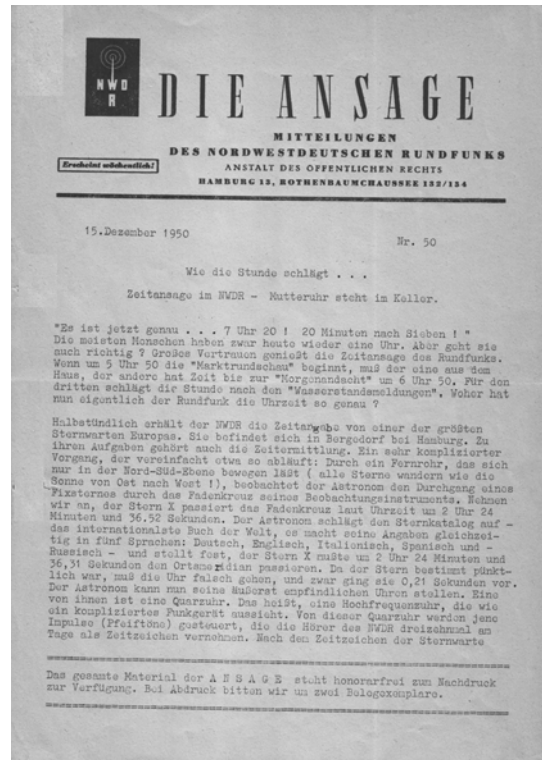 NWD
R
DIE ANSAGE
MITTEILUNGEN
DES NORDWESTDEUTSCHEN RUNDFUNKS
Erscheint wöchentlich!
ANSTALT DES ÖFFENTLICHEN RECHTS
HAMBURG 13, ROTHENBAUMCHAUSSEE 132/134
15.Dezember 1950
Nr. 50
Wie die Stunde schlägt . . .
Zeitansage im NWDR - Mutteruhr steht im Keller.
"Es ist jetzt genau . . . 7 Uhr 20 ! 20 Minuten nach Sieben ! "
Die meisten Menschen haben zwar heute wieder eine Uhr. Aber geht sie
auch richtig ? Großes Vertrauen genießt die Zeitansage des Rundfunks.
Wenn um 5 Uhr 50 die "Marktrundschau" beginnt, muß der eine aus dem
Haus, der andere hat Zeit bis zur "Morgenandacht" um 6 Uhr 50. Für den
dritten schlägt die Stunde nach den "Wasserstandsmeldungen". Woher hat
nun eigentlich der Rundfunk die Uhrzeit so genau ?
Halbstündlich erhält der NWDR die Zeitangabe von einer der größten
Sternwarten Europas. Sie befindet sich in Bergedorf bei Hamburg. Zu
ihren Aufgaben gehört auch die Zeitermittlung. Ein sehr komplizierter
Vorgang, der vereinfacht etwa so abläuft: Durch ein Fernrohr, das sich
nur in der Nord-Süd-Ebene bewegen läßt ( alle Sterne wandern wie die
Sonne von Ost nach West !), beobachtet der Astronom den Durchgang eines
Fixsternes durch das Fadenkreuz seines Beobachtungsinstruments. Nehmen
wir an, der Stern X passiert das Fadenkreuz laut Uhrzeit um 2 Uhr 24
Minuten und 36.52 Sekunden. Der Astronom schlägt den Sternkatalog auf -
das internationalste Buch der Welt, es macht seine Angaben gleichzei-
tig in fünf Sprachen: Deutsch, Englisch, Italienisch, Spanisch und -
Russisch - und stellt fest, der Stern X mußte um 2 Uhr 24 Minuten und
36,31 Sekunden den Ortsmeridian passieren. Da der Stern bestimmt pünkt-
lich war, muß die Uhr falsch gehen, und zwar ging sie 0,21 Sekunden vor.
Der Astronom kann nun seine äußerst empfindlichen Uhren stellen. Eine
von ihnen ist eine Quarzuhr. Das heißt, eine Hochfrequenzuhr, die wie
ein kompliziertes Funkgerät aussieht. Von dieser Quarzuhr werden jene
Impulse (Pfeiftöne) gesteuert, die die Hörer des NWDR dreizehnmal am
Tage als Zeitzeichen vernehmen. Nach dem Zeitzeichen der Sternwarte
Das gesamte Material der A N S A G E steht honorarfrei zum Nachdruck
zur Verfügung. Bei Abdruck bitten wir um zwei Belegexemplare.